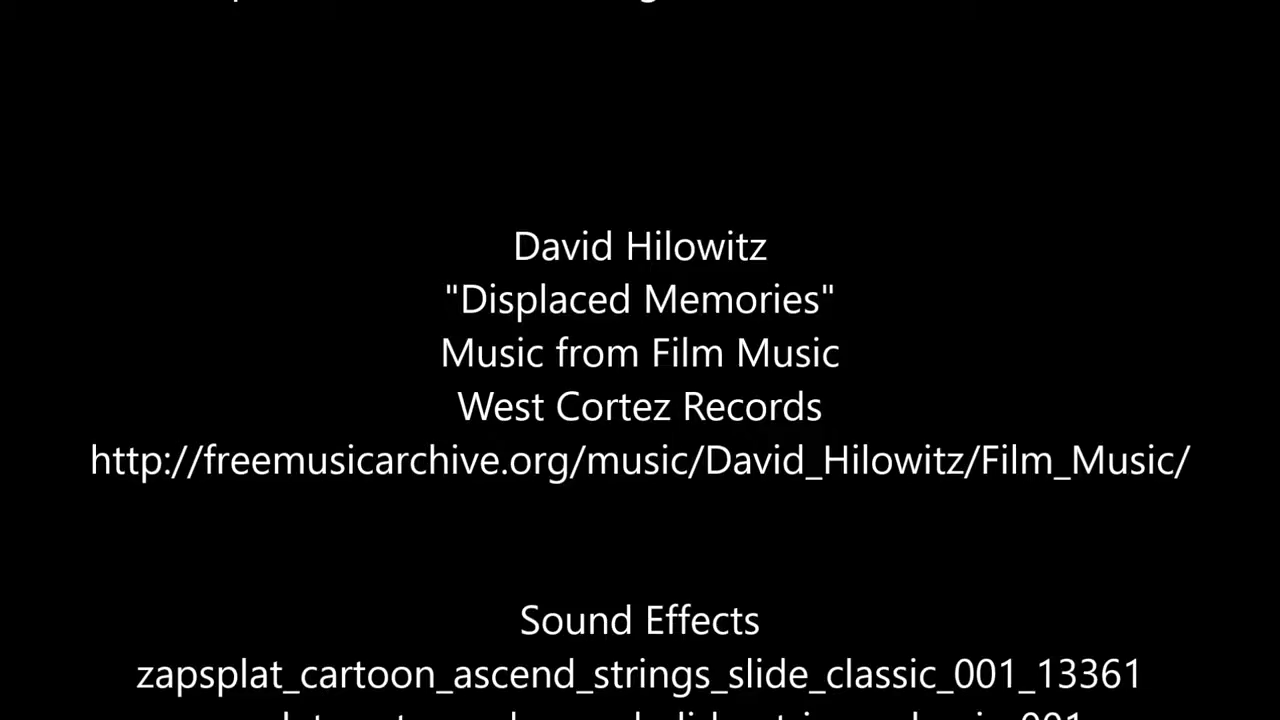 David Hilowitz
"Displaced Memories"
Music from Film Music
West Cortez Records
http://freemusicarchive.org/music/David_Hilowitz/Film_Music/
Sound Effects
zapsplat_cartoon_ascend_strings_slide_classic_001_13361